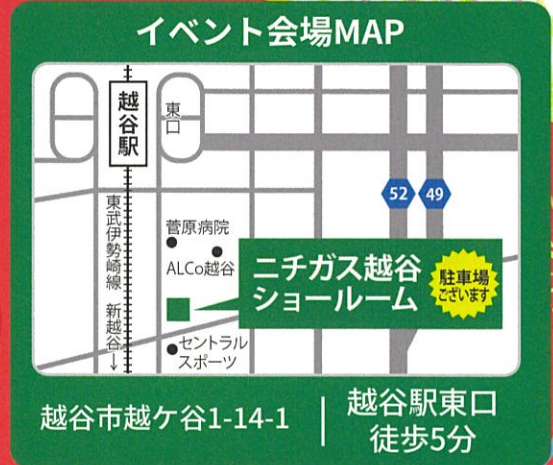 イベント会場MAP
越谷駅
東口
52
49
東武伊勢崎線 新越谷→
菅原病院
ALCo越谷
ニチガス越谷
ショールーム
駐車場
ございます
セントラル
スポーツ
越谷市越ケ谷1-14-1
越谷駅東口
徒歩5分